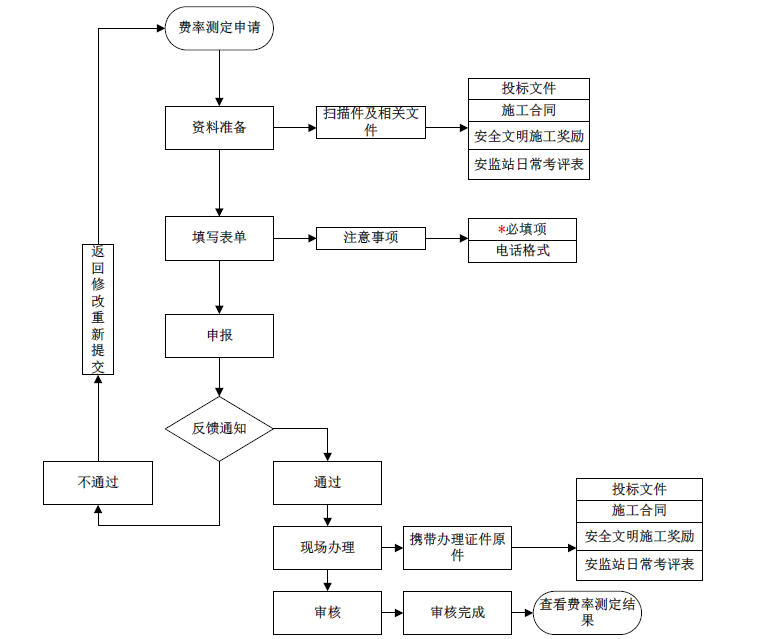 费率测定申请
投标文件
施工合同
安全文明施工奖励
安监站日常考评表
资料准备
扫描件及相关文
件
填写表单
注意事项
*必填项
电话格式
返
回
修
改
重
新
提
交
申报
反馈通知
不通过
通过
投标文件
施工合同
安全文明施工奖励
安监站日常考评表
现场办理
携带办理证件原
件
审核
审核完成
查看费率测定结
果